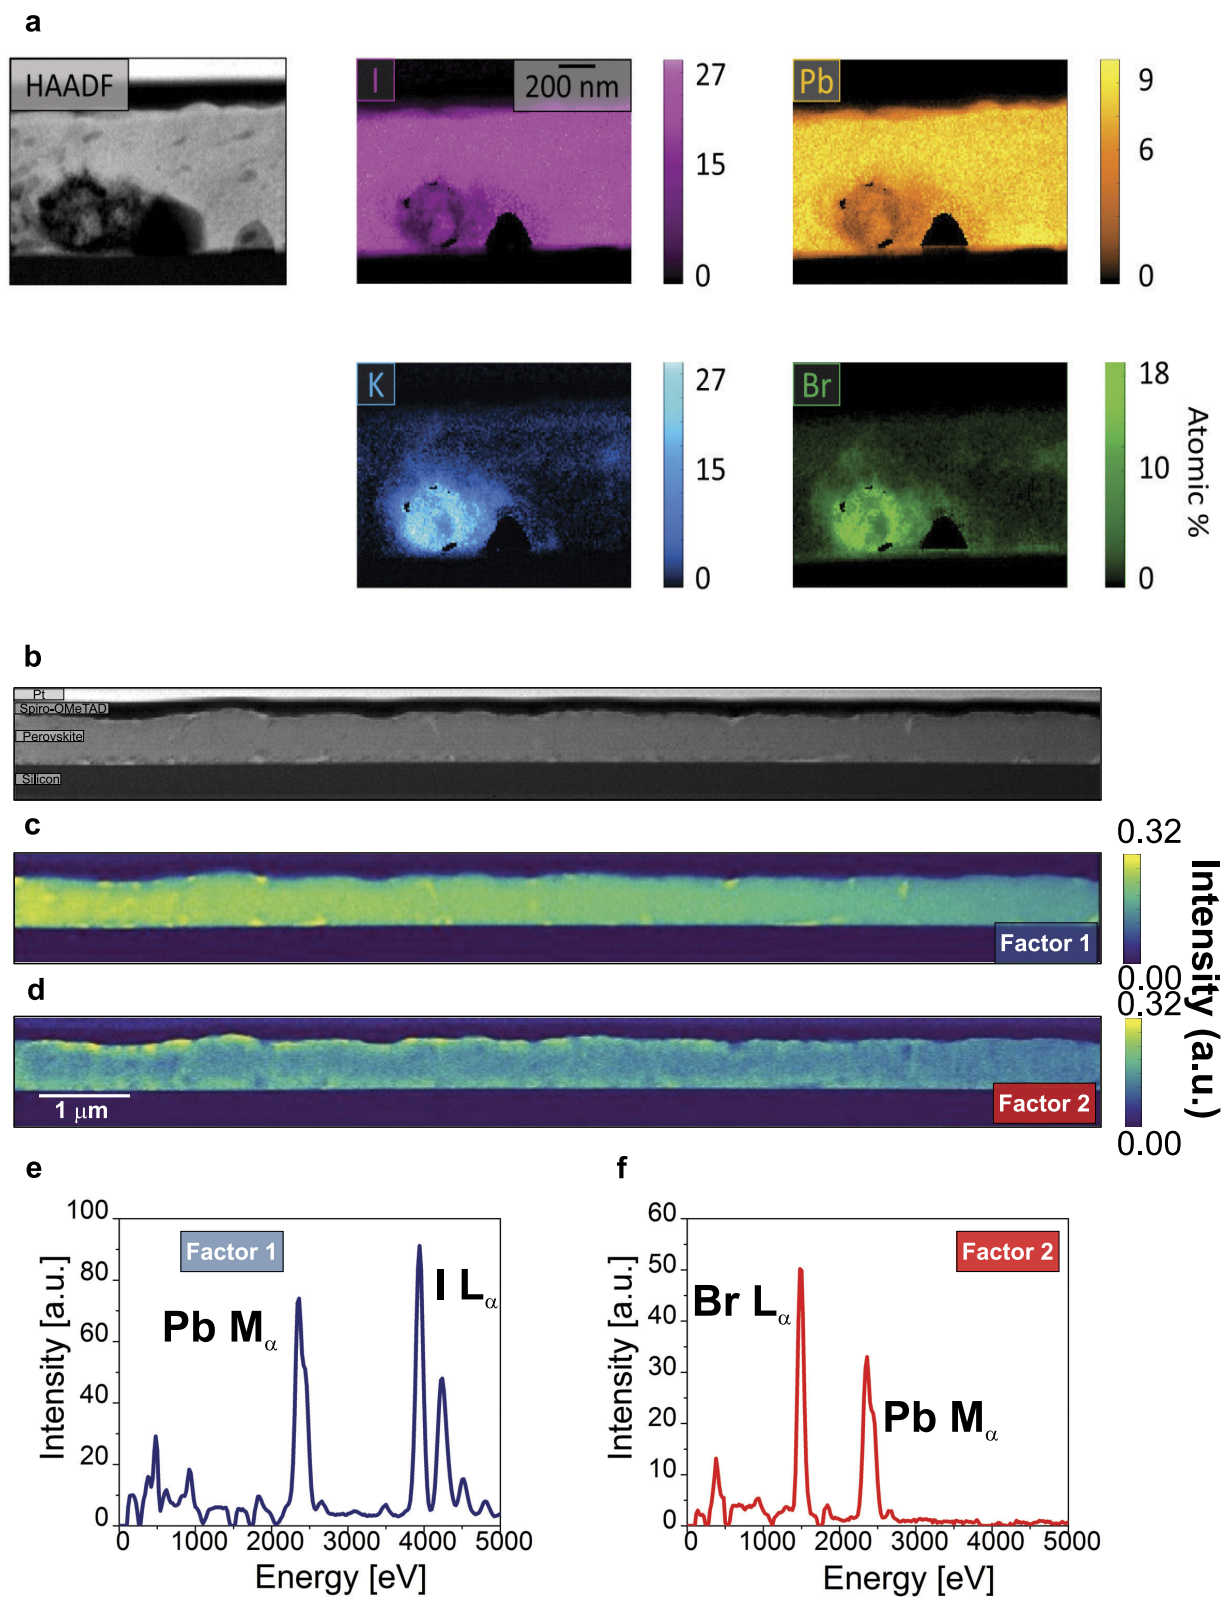 a
HAADF
I
200 nm
27
15
0
Pb
9
6
0
K
27
15
0
Br
18
10
0
Atomic %
b
Pt
Spiro-OMeTAD
Perovskite
Silicon
c
0.32
Factor 1
0.00
Intensity (a.u.)
d
0.32
1 μm
Factor 2
0.00
e
100
80
60
40
20
0
Intensity [a.u.]
Factor 1
Pb Mα
I Lα
0 1000 2000 3000 4000 5000
Energy [eV]
f
60
50
40
30
20
10
0
Intensity [a.u.]
Factor 2
Br Lα
Pb Mα
0 1000 2000 3000 4000 5000
Energy [eV]